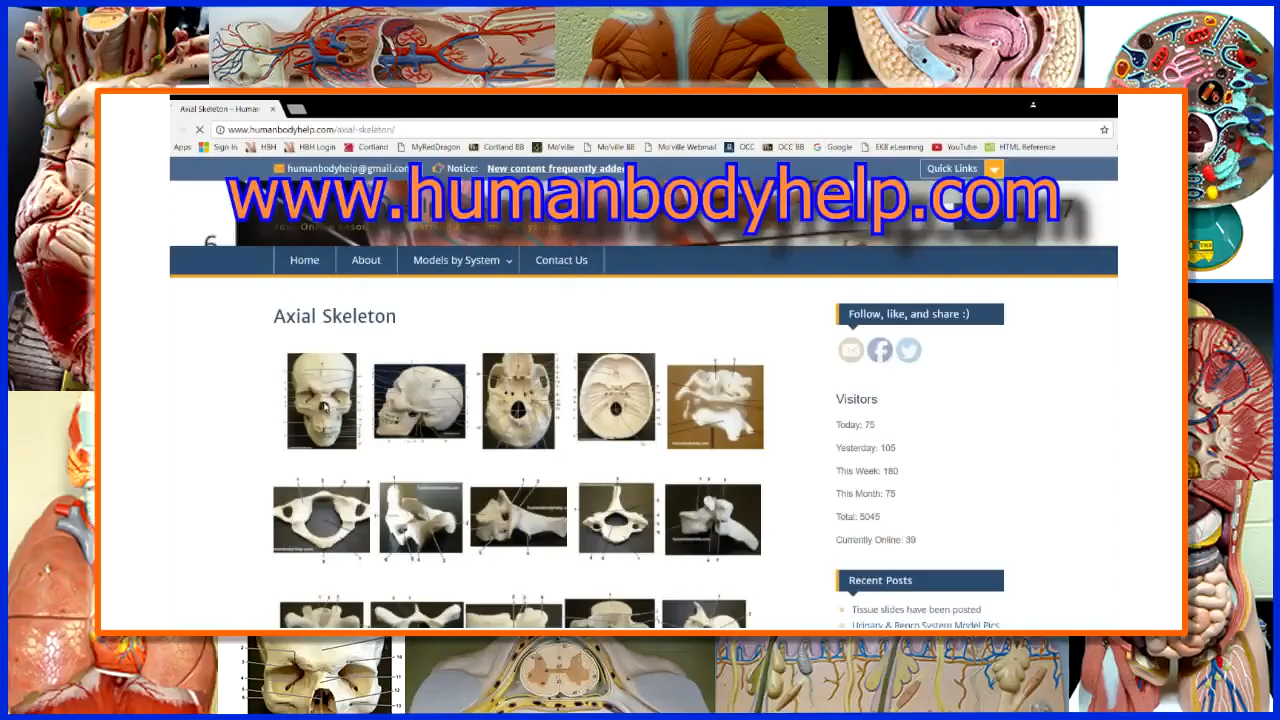 Axial Skeleton – Human
www.humanbodyhelp.com/axial-skeleton/
Apps Sign In HBH HBH Login Cortland MyRedDragon Cortland BB Mo'ville Mo'ville BB Mo'ville Webmail OCC OCC BB Google EKB eLearning YouTube HTML Reference
humanbodyhelp@gmail.com Notice: New content frequently added Quick Links
www.humanbodyhelp.com
Home About Models by System Contact Us
Axial Skeleton
Follow, like, and share :)
Visitors
Today: 75
Yesterday: 105
This Week: 180
This Month: 75
Total: 5045
Currently Online: 39
Recent Posts
Tissue slides have been posted
Urinary & Repro System Model Pics